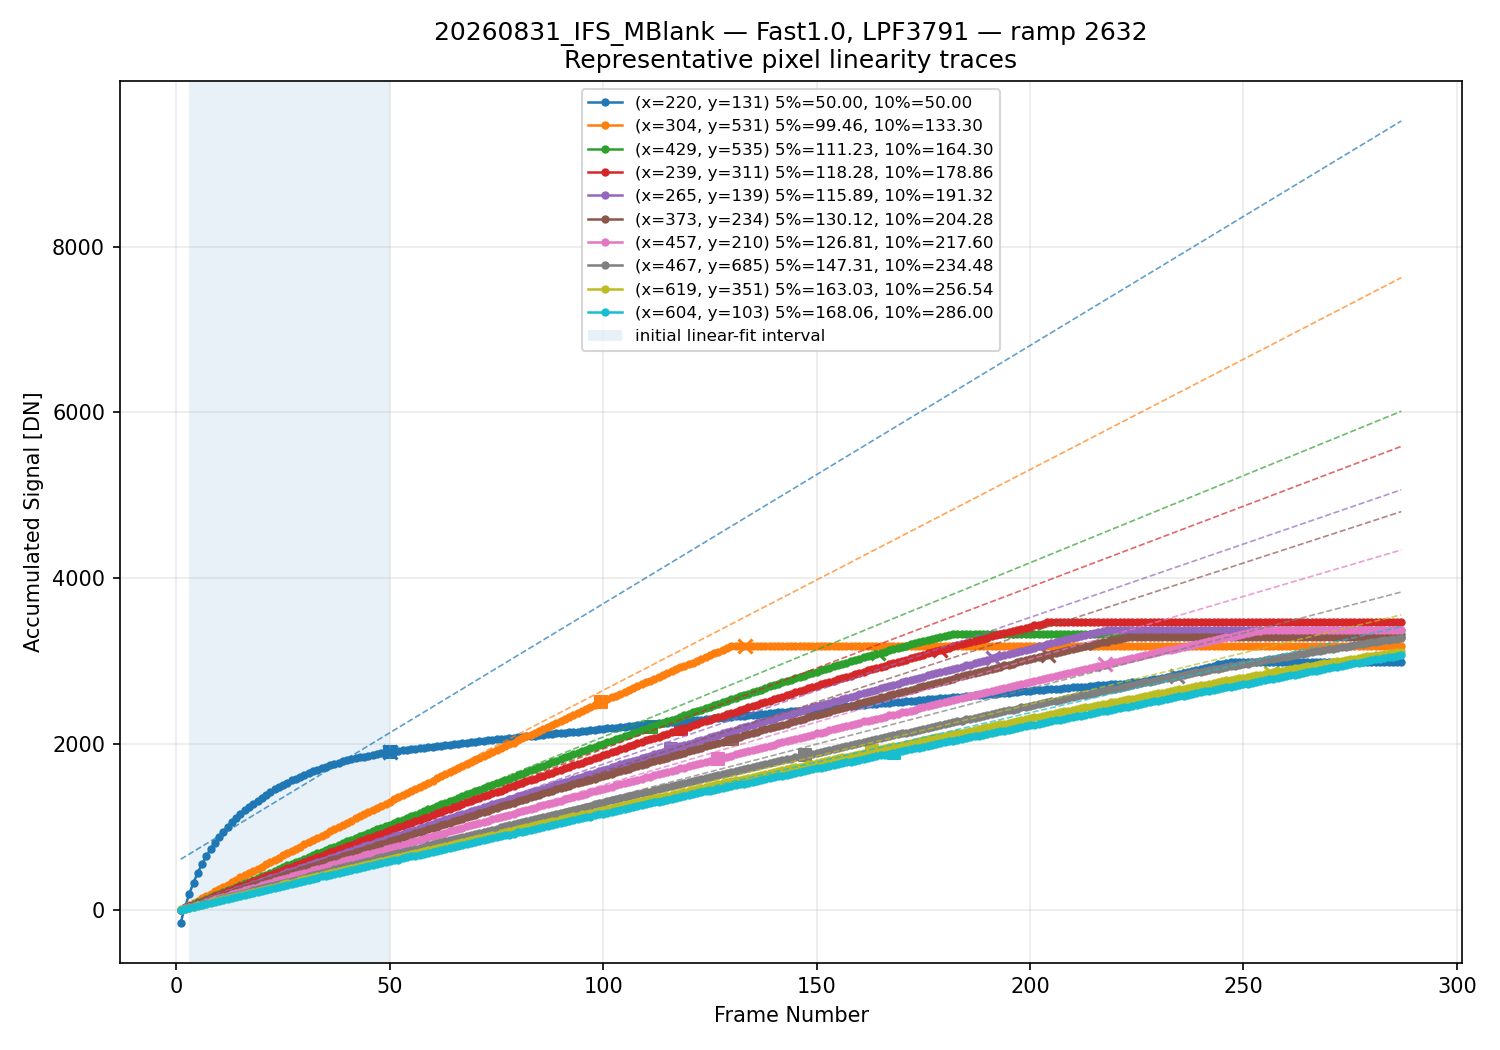 20260831_IFS_MBlank — Fast1.0, LPF3791 — ramp 2632
Representative pixel linearity traces
(x=220, y=131) 5%=50.00, 10%=50.00
(x=304, y=531) 5%=99.46, 10%=133.30
(x=429, y=535) 5%=111.23, 10%=164.30
(x=239, y=311) 5%=118.28, 10%=178.86
(x=265, y=139) 5%=115.89, 10%=191.32
(x=373, y=234) 5%=130.12, 10%=204.28
(x=457, y=210) 5%=126.81, 10%=217.60
(x=467, y=685) 5%=147.31, 10%=234.48
(x=619, y=351) 5%=163.03, 10%=256.54
(x=604, y=103) 5%=168.06, 10%=286.00
initial linear-fit interval
Accumulated Signal [DN]
8000
6000
4000
2000
0
0 50 100 150 200 250 300
Frame Number